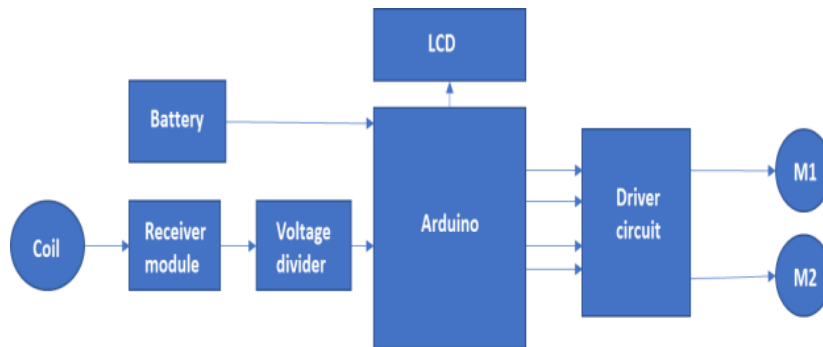 LCD
Battery
Arduino
Driver
circuit
M1
Coil
Receiver
module
Voltage
divider
M2